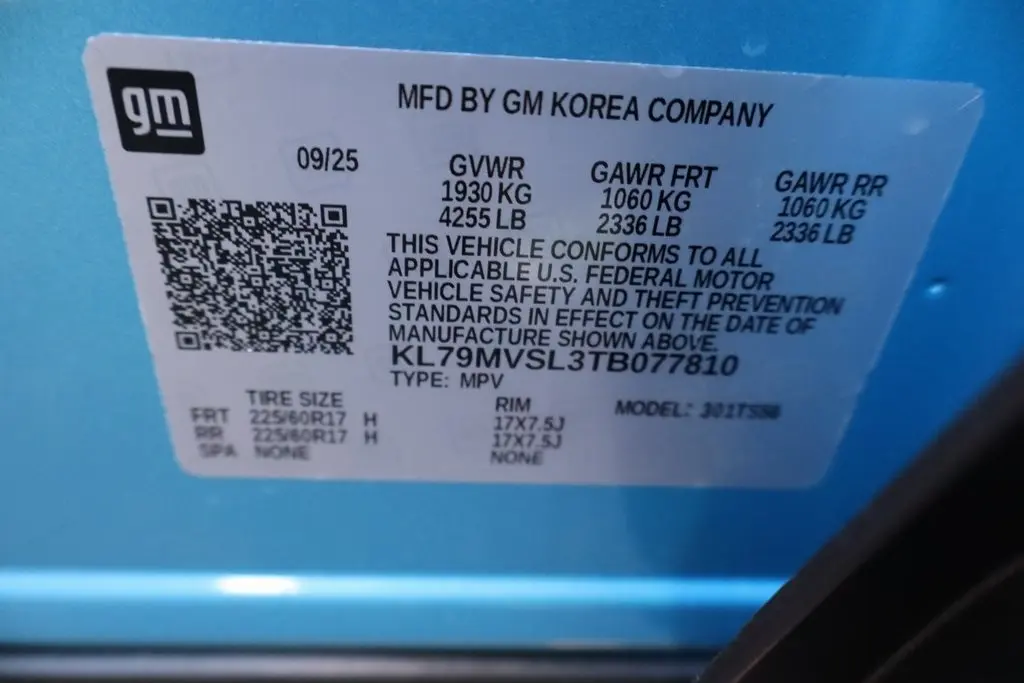 gm
MFD BY GM KOREA COMPANY
09/25
GVWR GAWR FRT GAWR RR
1930 KG 1060 KG 1060 KG
4255 LB 2336 LB 2336 LB
THIS VEHICLE CONFORMS TO ALL
APPLICABLE U.S. FEDERAL MOTOR
VEHICLE SAFETY AND THEFT PREVENTION
STANDARDS IN EFFECT ON THE DATE OF
MANUFACTURE SHOWN ABOVE.
KL79MVSL3TB077810
TYPE: MPV
TIRE SIZE RIM MODEL:
FRT 225/60R17 H 17X7.5J
RR 225/60R17 H 17X7.5J
SPA NONE NONE